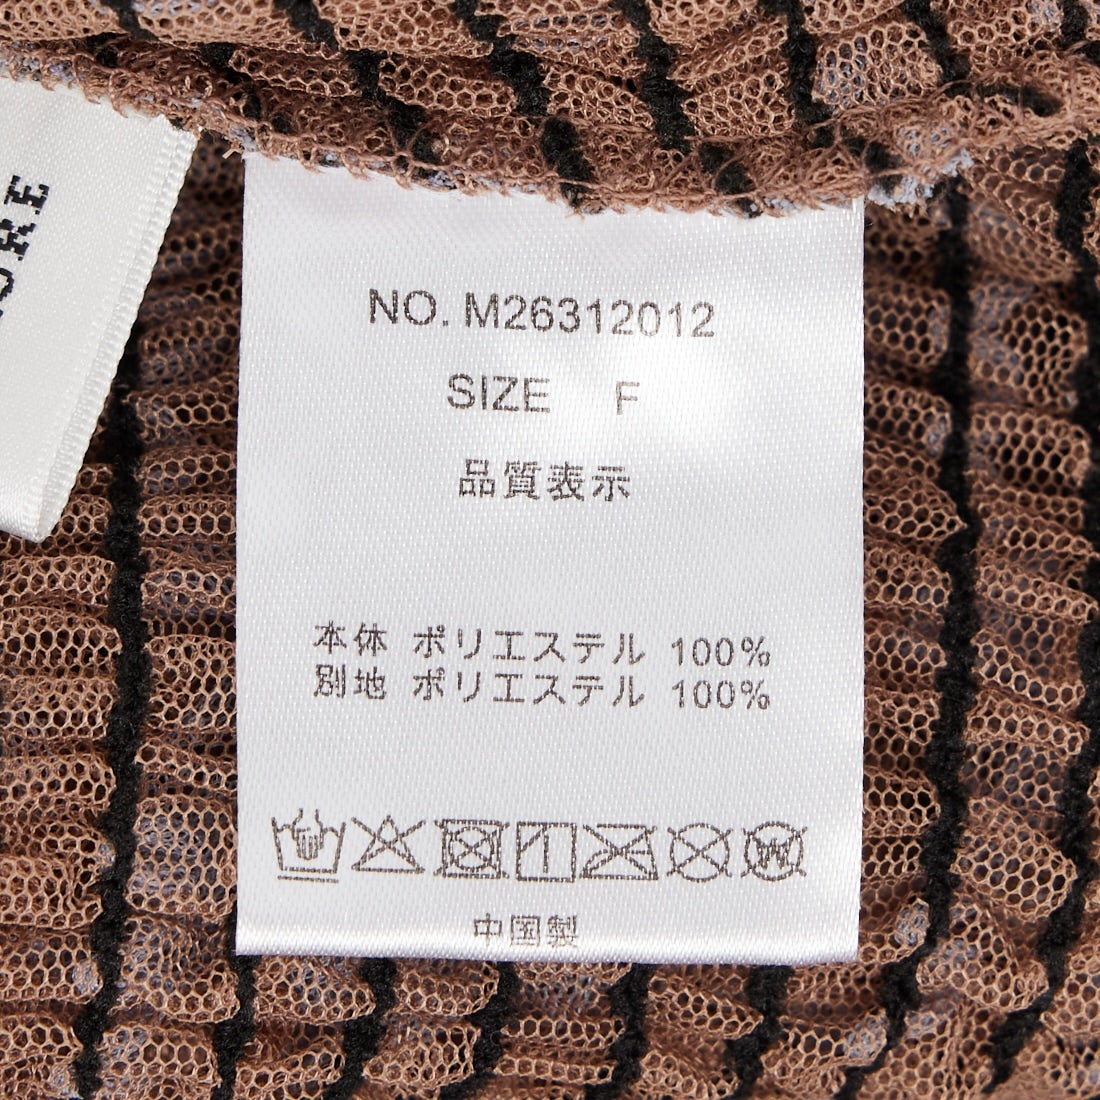 NO. M26312012
SIZE F
品質表示
本体 ポリエステル 100%
別地 ポリエステル 100%
W
中国製